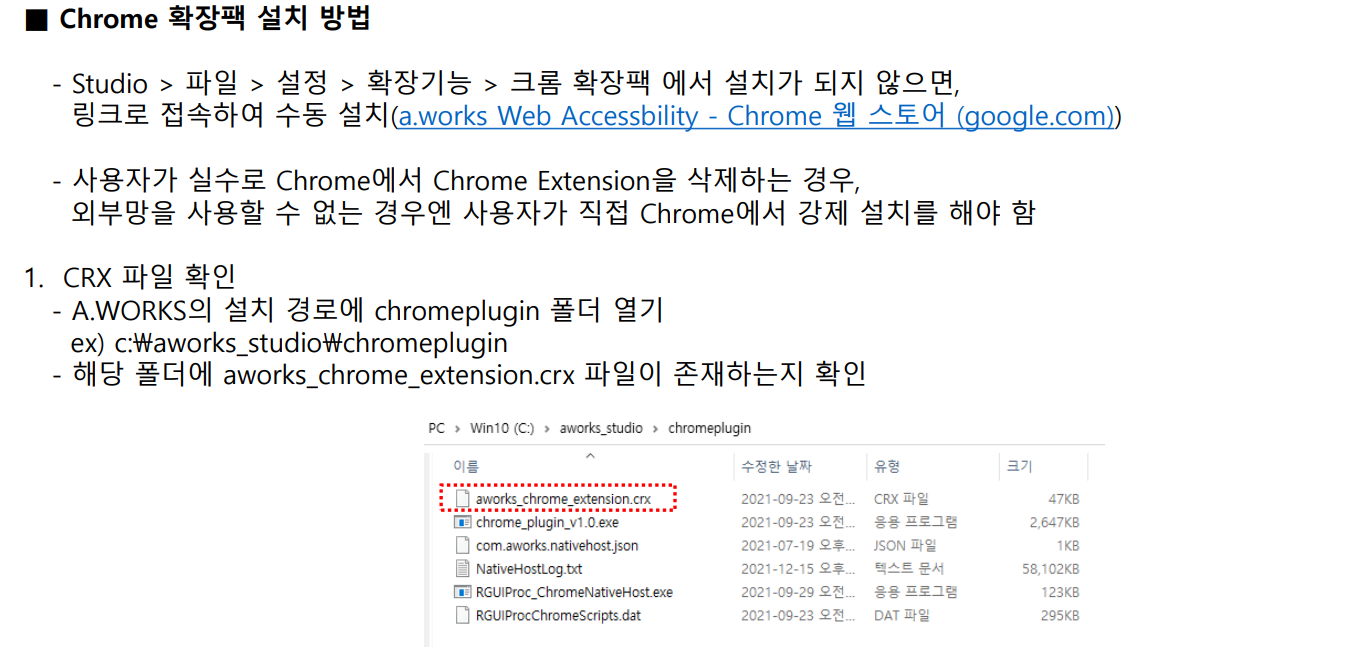 ■ Chrome 확장팩 설치 방법
- Studio > 파일 > 설정 > 확장기능 > 크롬 확장팩 에서 설치가 되지 않으면,
링크로 접속하여 수동 설치(a.works Web Accessbility - Chrome 웹 스토어 (google.com))
- 사용자가 실수로 Chrome에서 Chrome Extension을 삭제하는 경우,
외부망을 사용할 수 없는 경우엔 사용자가 직접 Chrome에서 강제 설치를 해야 함
1. CRX 파일 확인
- A.WORKS의 설치 경로에 chromeplugin 폴더 열기
ex) c:₩aworks_studio₩chromeplugin
- 해당 폴더에 aworks_chrome_extension.crx 파일이 존재하는지 확인
PC > Win10 (C:) > aworks_studio > chromeplugin
이름 수정한 날짜 유형 크기
aworks_chrome_extension.crx 2021-09-23 오전... CRX 파일 47KB
chrome_plugin_v1.0.exe 2021-09-23 오전... 응용 프로그램 2,647KB
com.aworks.nativehost.json 2021-07-19 오후... JSON 파일 1KB
NativeHostLog.txt 2021-12-15 오후... 텍스트 문서 58,102KB
RGUIProc_ChromeNativeHost.exe 2021-09-29 오전... 응용 프로그램 123KB
RGUIProcChromeScripts.dat 2021-09-23 오전... DAT 파일 295KB